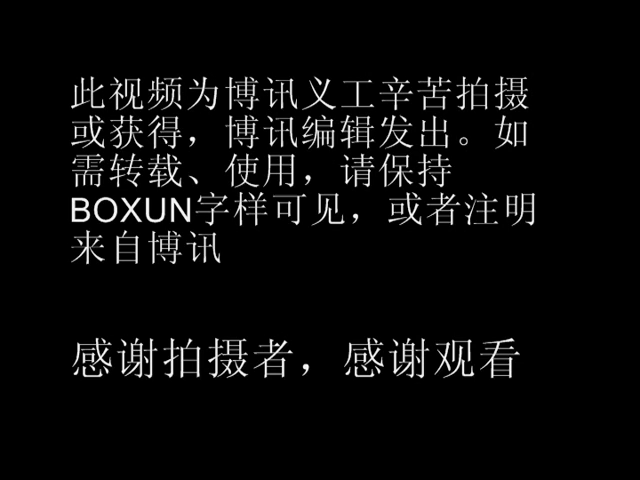 此视频为博讯义工辛苦拍摄
或获得，博讯编辑发出。如
需转载、使用，请保持
BOXUN字样可见，或者注明
来自博讯
感谢拍摄者，感谢观看